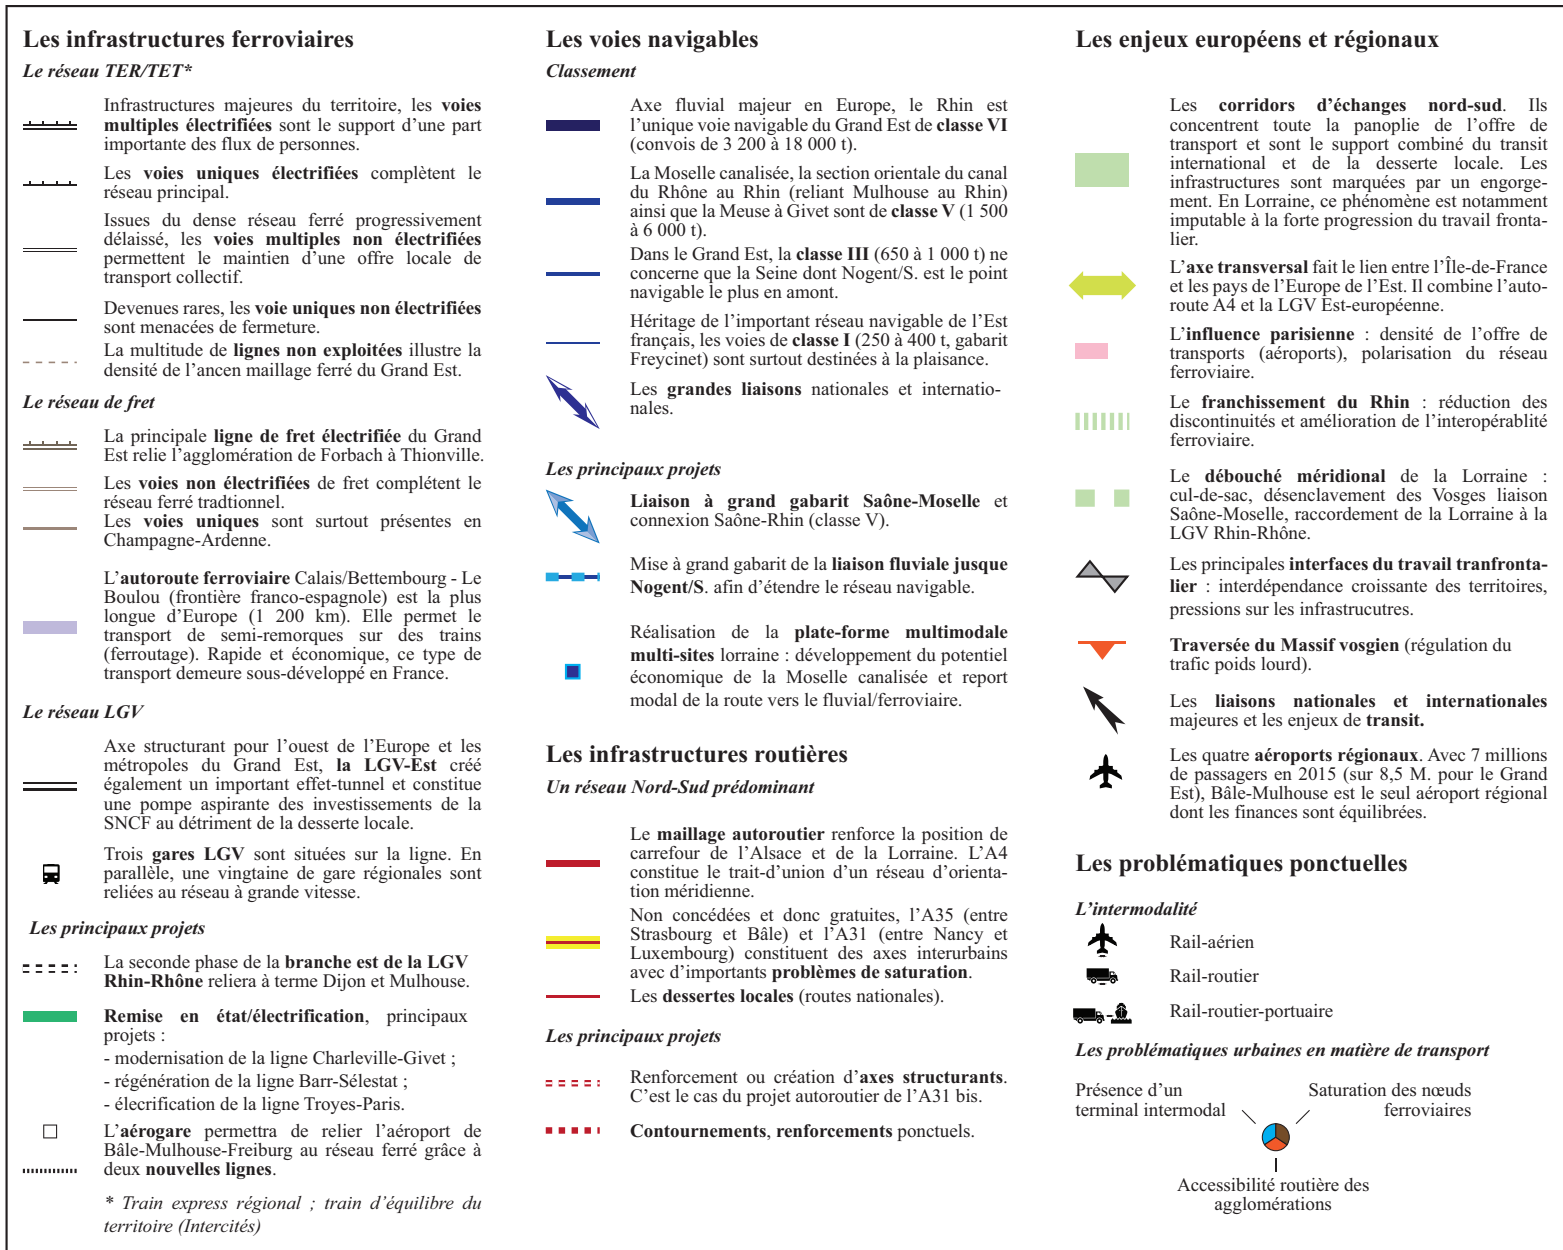 Les infrastructures ferroviaires
Le réseau TER/TET*
Infrastructures majeures du territoire, les voies
multiples électrifiées sont le support d'une part
importante des flux de personnes.
Les voies uniques électrifiées complètent le
réseau principal.
Issues du dense réseau ferré progressivement
délaissé, les voies multiples non électrifiées
permettent le maintien d'une offre locale de
transport collectif.
Devenues rares, les voie uniques non électrifiées
sont menacées de fermeture.
La multitude de lignes non exploitées illustre la
densité de l'ancen maillage ferré du Grand Est.
Le réseau de fret
La principale ligne de fret électrifiée du Grand
Est relie l'agglomération de Forbach à Thionville.
Les voies non électrifiées de fret complétent le
réseau ferré tradtionnel.
Les voies uniques sont surtout présentes en
Champagne-Ardenne.
L'autoroute ferroviaire Calais/Bettembourg - Le
Boulou (frontière franco-espagnole) est la plus
longue d'Europe (1 200 km). Elle permet le
transport de semi-remorques sur des trains
(ferroutage). Rapide et économique, ce type de
transport demeure sous-développé en France.
Le réseau LGV
Axe structurant pour l'ouest de l'Europe et les
métropoles du Grand Est, la LGV-Est créé
également un important effet-tunnel et constitue
une pompe aspirante des investissements de la
SNCF au détriment de la desserte locale.
Trois gares LGV sont situées sur la ligne. En
parallèle, une vingtaine de gare régionales sont
reliées au réseau à grande vitesse.
Les principaux projets
La seconde phase de la branche est de la LGV
Rhin-Rhône reliera à terme Dijon et Mulhouse.
Remise en état/électrification, principaux
projets :
- modernisation de la ligne Charleville-Givet ;
- régénération de la ligne Barr-Sélestat ;
- élecrification de la ligne Troyes-Paris.
L'aérogare permettra de relier l'aéroport de
Bâle-Mulhouse-Freiburg au réseau ferré grâce à
deux nouvelles lignes.
* Train express régional ; train d'équilibre du
territoire (Intercités)
Les voies navigables
Classement
Axe fluvial majeur en Europe, le Rhin est
l'unique voie navigable du Grand Est de classe VI
(convois de 3 200 à 18 000 t).
La Moselle canalisée, la section orientale du canal
du Rhône au Rhin (reliant Mulhouse au Rhin)
ainsi que la Meuse à Givet sont de classe V (1 500
à 6 000 t).
Dans le Grand Est, la classe III (650 à 1 000 t) ne
concerne que la Seine dont Nogent/S. est le point
navigable le plus en amont.
Héritage de l'important réseau navigable de l'Est
français, les voies de classe I (250 à 400 t, gabarit
Freycinet) sont surtout destinées à la plaisance.
Les grandes liaisons nationales et internatio-
nales.
Les principaux projets
Liaison à grand gabarit Saône-Moselle et
connexion Saône-Rhin (classe V).
Mise à grand gabarit de la liaison fluviale jusque
Nogent/S. afin d'étendre le réseau navigable.
Réalisation de la plate-forme multimodale
multi-sites lorraine : développement du potentiel
économique de la Moselle canalisée et report
modal de la route vers le fluvial/ferroviaire.
Les infrastructures routières
Un réseau Nord-Sud prédominant
Le maillage autoroutier renforce la position de
carrefour de l'Alsace et de la Lorraine. L'A4
constitue le trait-d'union d'un réseau d'orienta-
tation méridienne.
Non concédées et donc gratuites, l'A35 (entre
Strasbourg et Bâle) et l'A31 (entre Nancy et
Luxembourg) constituent des axes interurbains
avec d'importants problèmes de saturation.
Les dessertes locales (routes nationales).
Les principaux projets
Renforcement ou création d'axes structurants.
C'est le cas du projet autoroutier de l'A31 bis.
Contournements, renforcements ponctuels.
Les enjeux européens et régionaux
Les corridors d'échanges nord-sud. Ils
concentrent toute la panoplie de l'offre de
transport et sont le support combiné du transit
international et de la desserte locale. Les
infrastructures sont marquées par un engorge-
ment. En Lorraine, ce phénomène est notamment
imputable à la forte progression du travail fronta-
lier.
L'axe transversal fait le lien entre l'Île-de-France
et les pays de l'Europe de l'Est. Il combine l'auto-
route A4 et la LGV Est-européenne.
L'influence parisienne : densité de l'offre de
transports (aéroports), polarisation du réseau
ferroviaire.
Le franchissement du Rhin : réduction des
discontinuités et amélioration de l'interopérablité
ferroviaire.
Le débouché méridional de la Lorraine :
cul-de-sac, désenclavement des Vosges liaison
Saône-Moselle, raccordement de la Lorraine à la
LGV Rhin-Rhône.
Les principales interfaces du travail tranfronta-
lier : interdépendance croissante des territoires,
pressions sur les infrastrucutres.
Traversée du Massif vosgien (régulation du
trafic poids lourd).
Les liaisons nationales et internationales
majeures et les enjeux de transit.
Les quatre aéroports régionaux. Avec 7 millions
de passagers en 2015 (sur 8,5 M. pour le Grand
Est), Bâle-Mulhouse est le seul aéroport régional
dont les finances sont équilibrées.
Les problématiques ponctuelles
L'intermodalité
Rail-aérien
Rail-routier
Rail-routier-portuaire
Les problématiques urbaines en matière de transport
Présence d'un
terminal intermodal
Saturation des nœuds
ferroviaires
Accessibilité routière des
agglomérations